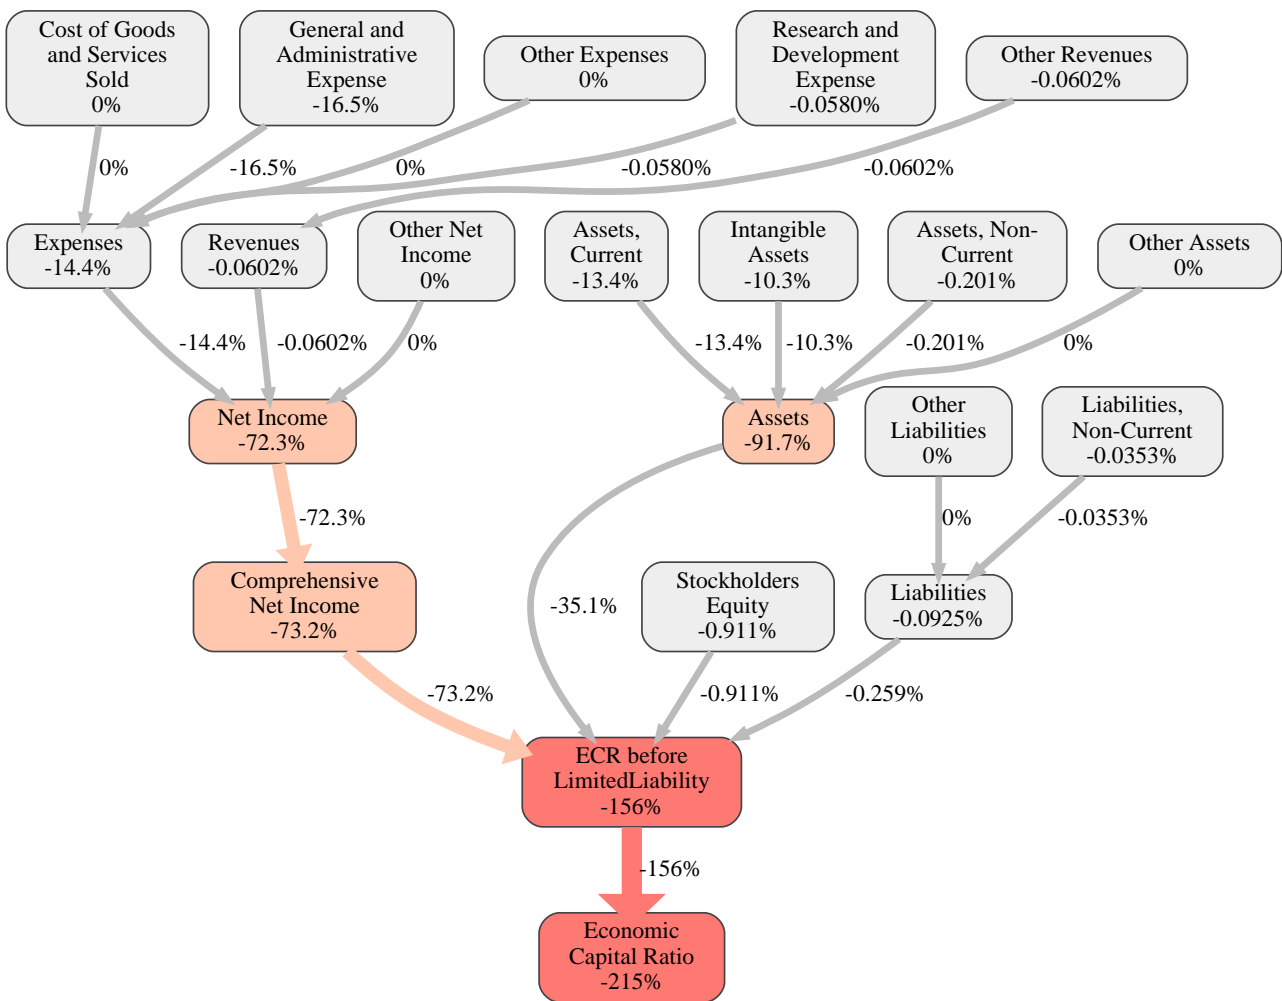 Cost of Goods
and Services
Sold
0%
General and
Administrative
Expense
-16.5%
Other Expenses
0%
Research and
Development
Expense
-0.0580%
Other Revenues
-0.0602%
0%
-16.5%
0%
-0.0580%
-0.0602%
Expenses
-14.4%
Revenues
-0.0602%
Other Net
Income
0%
Assets,
Current
-13.4%
Intangible
Assets
-10.3%
Assets, Non-
Current
-0.201%
Other Assets
0%
-14.4%
-0.0602%
0%
-13.4%
-10.3%
-0.201%
0%
Net Income
-72.3%
Assets
-91.7%
Other
Liabilities
0%
Liabilities,
Non-Current
-0.0353%
-72.3%
0%
-0.0353%
Comprehensive
Net Income
-73.2%
-35.1%
Stockholders
Equity
-0.911%
Liabilities
-0.0925%
-73.2%
-0.911%
-0.259%
ECR before
LimitedLiability
-156%
-156%
Economic
Capital Ratio
-215%